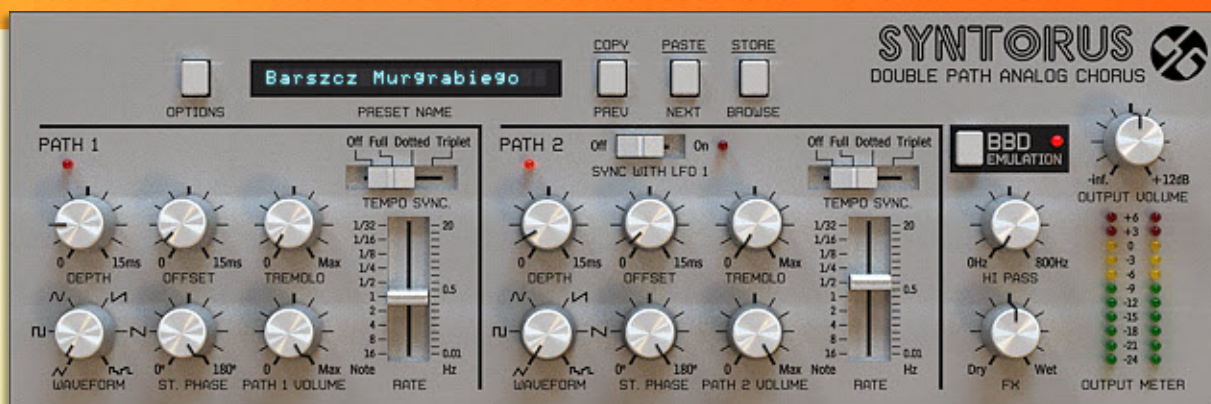 SYNTORUS
DOUBLE PATH ANALOG CHORUS
COPY PASTE STORE
Barszcz Murgrabiego
OPTIONS PRESET NAME PREV NEXT BROWSE
PATH 1
Off Full Dotted Triplet
TEMPO SYNC.
0 15ms
DEPTH
0 15ms
OFFSET
0 Max
TREMOLO
WAVEFORM
0° 180°
ST. PHASE
0 Max
PATH 1 VOLUME
1/32
1/16
1/8
1/4
1/2
1
2
4
8
16
Note
20
0.5
0.01
Hz
RATE
PATH 2
Off On
SYNC WITH LFO 1
Off Full Dotted Triplet
TEMPO SYNC.
0 15ms
DEPTH
0 15ms
OFFSET
0 Max
TREMOLO
WAVEFORM
0° 180°
ST. PHASE
0 Max
PATH 2 VOLUME
1/32
1/16
1/8
1/4
1/2
1
2
4
8
16
Note
20
0.5
0.01
Hz
RATE
BBD
EMULATION
-inf. +12dB
OUTPUT VOLUME
0Hz 800Hz
HI PASS
Dry Wet
FX
+6
+3
0
-3
-6
-9
-12
-15
-18
-21
-24
OUTPUT METER